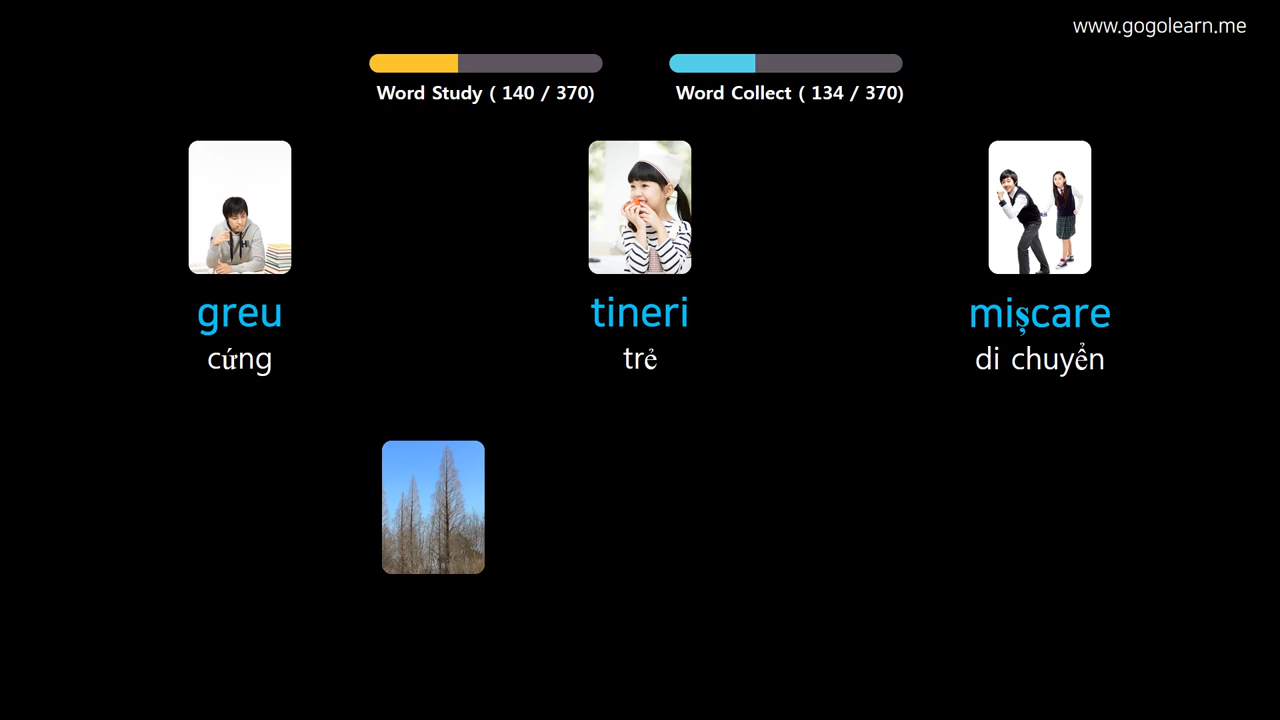 www.gogolearn.me
Word Study ( 140 / 370)
Word Collect ( 134 / 370)
greu
tineri
mișcare
cứng
trẻ
di chuyển